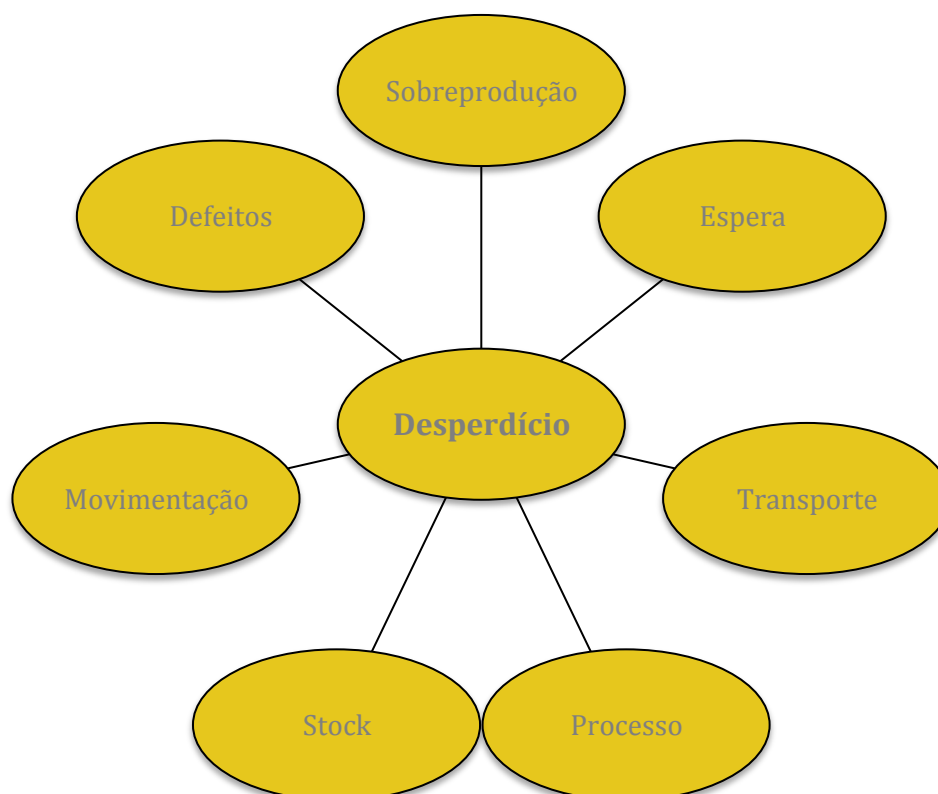 Sobreprodução
Defeitos
Espera
Desperdício
Movimentação
Transporte
Stock
Processo